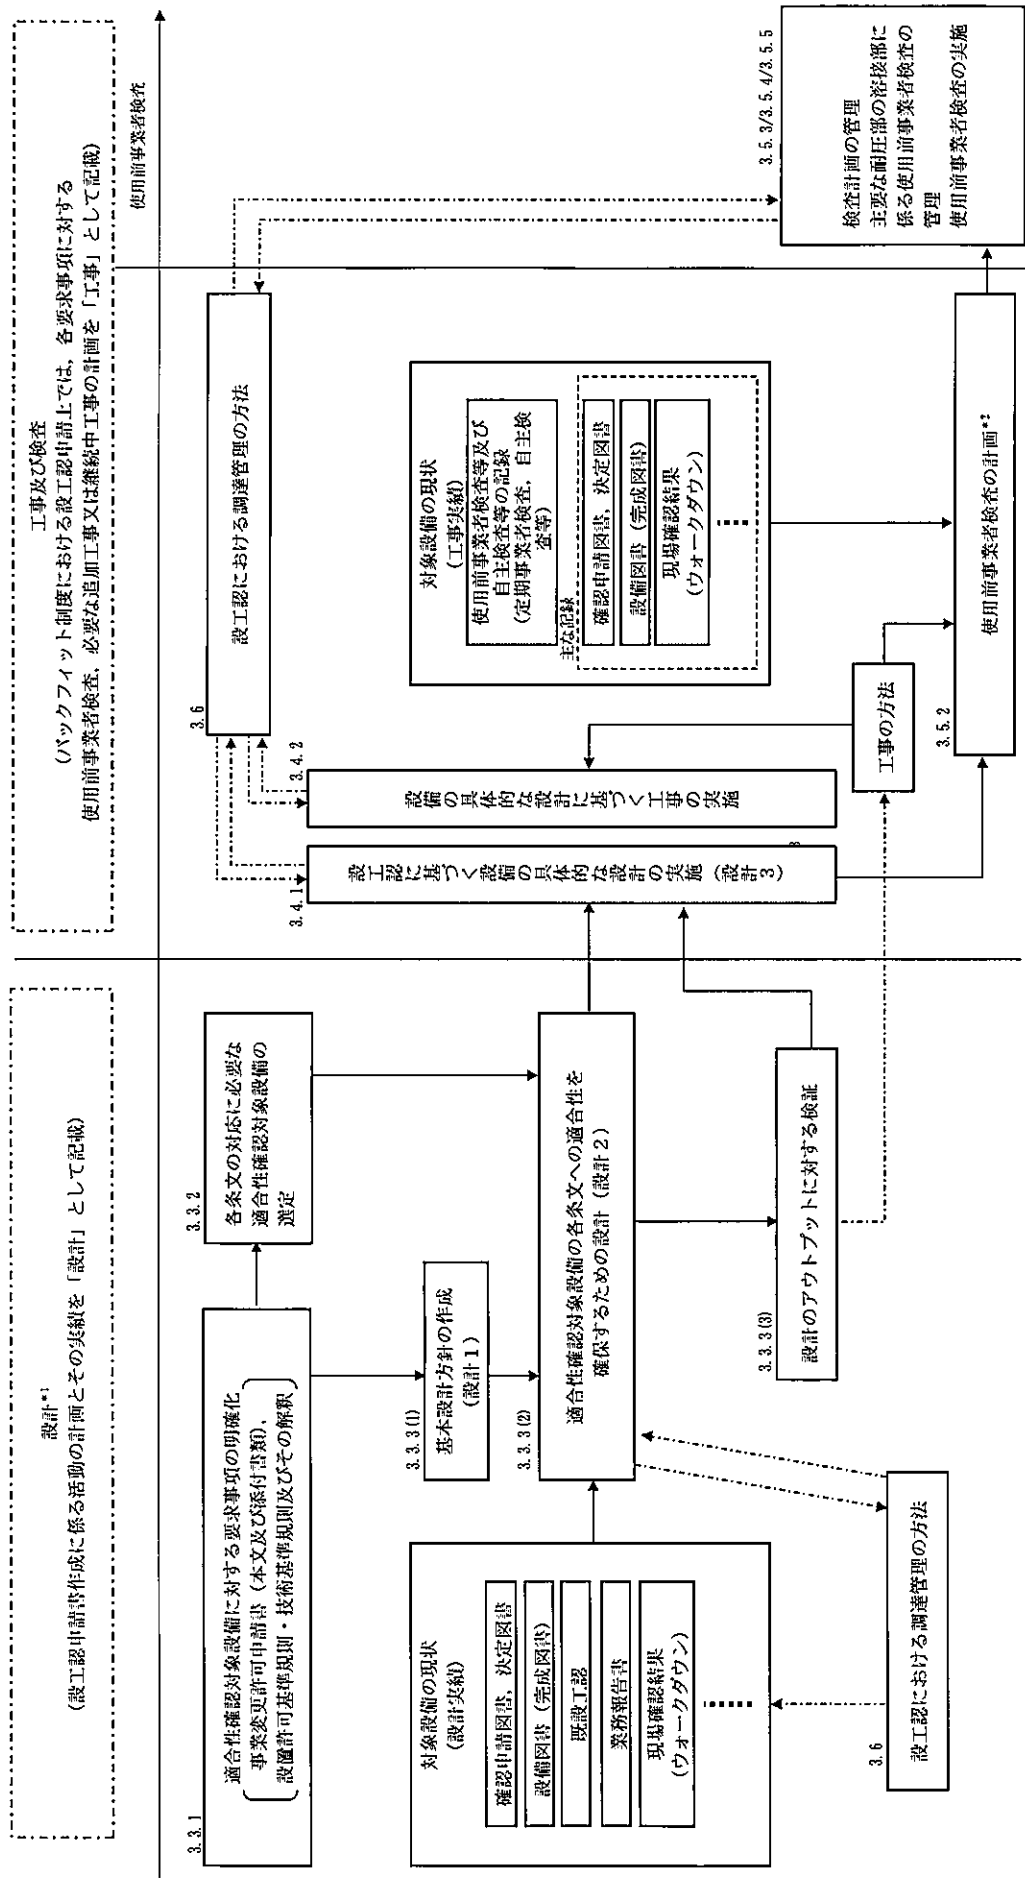 設計*1
(設工認申請書作成に係る活動の計画とその実績を「設計」として記載)
工事及び検査
(バックフィット制度における設工認申請上では、各要求事項に対する
使用前事業者検査、必要な追加工事又は継続中工事の計画を「工事」として記載)
使用前事業者検査
3.3.1
適合性確認対象設備に対する要求事項の明確化
事業変更許可申請書(本文及び添付書類)、
設置許可基準規則・技術基準規則及びその解釈
3.3.2
各条文の対応に必要な
適合性確認対象設備の
選定
3.3.3(1)
基本設計方針の作成
(設計1)
3.3.3(2)
適合性確認対象設備の各条文への適合性を
確保するための設計(設計2)
3.3.3(3)
設計のアウトプットに対する検証
対象設備の現状
(設計実績)
確認申請図書、決定図書
設備図書(完成図書)
既設工認
業務報告書
現場確認結果
(ウォークダウン)
3.6
設工認における調達管理の方法
3.4.1
設工認に基づく設備の具体的な設計の実施(設計3)
3.4.2
設備の具体的な設計に基づく工事の実施
3.6
設工認における調達管理の方法
対象設備の現状
(工事実績)
使用前事業者検査等及び
自主検査等の記録
(定期事業者検査、自主検
査等)
主な記録
確認申請図書、決定図書
設備図書(完成図書)
現場確認結果
(ウォークダウン)
工事の方法
3.5.2
使用前事業者検査の計画*2
3.5.3/3.5.4/3.5.5
検査計画の管理
主要な耐圧部の溶接部に
係る使用前事業者検査の
管理
使用前事業者検査の実施